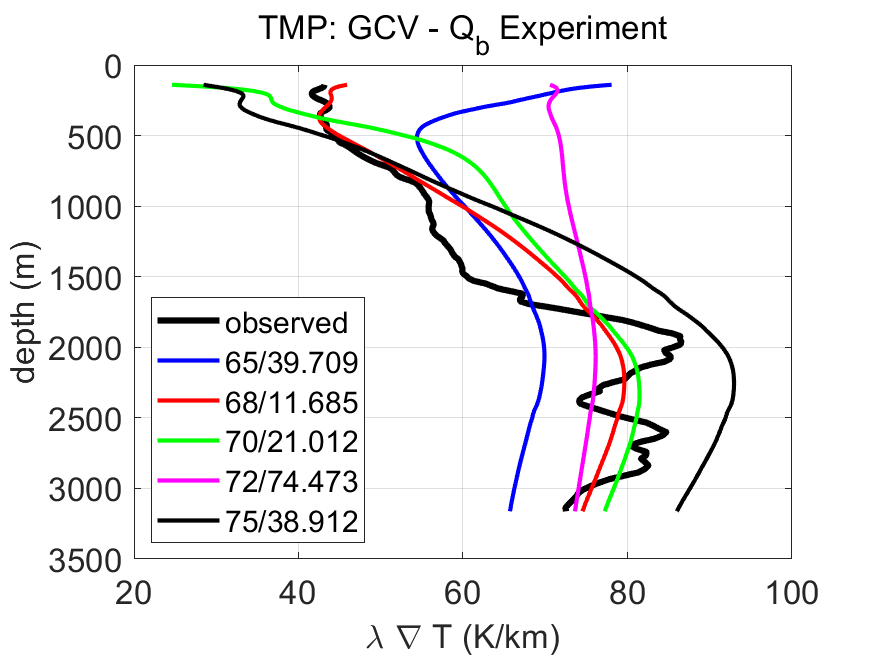 TMP: GCV - Qb Experiment
0
500
1000
1500
2000
2500
3000
3500
depth (m)
observed
65/39.709
68/11.685
70/21.012
72/74.473
75/38.912
20 40 60 80 100
λ ∇ T (K/km)